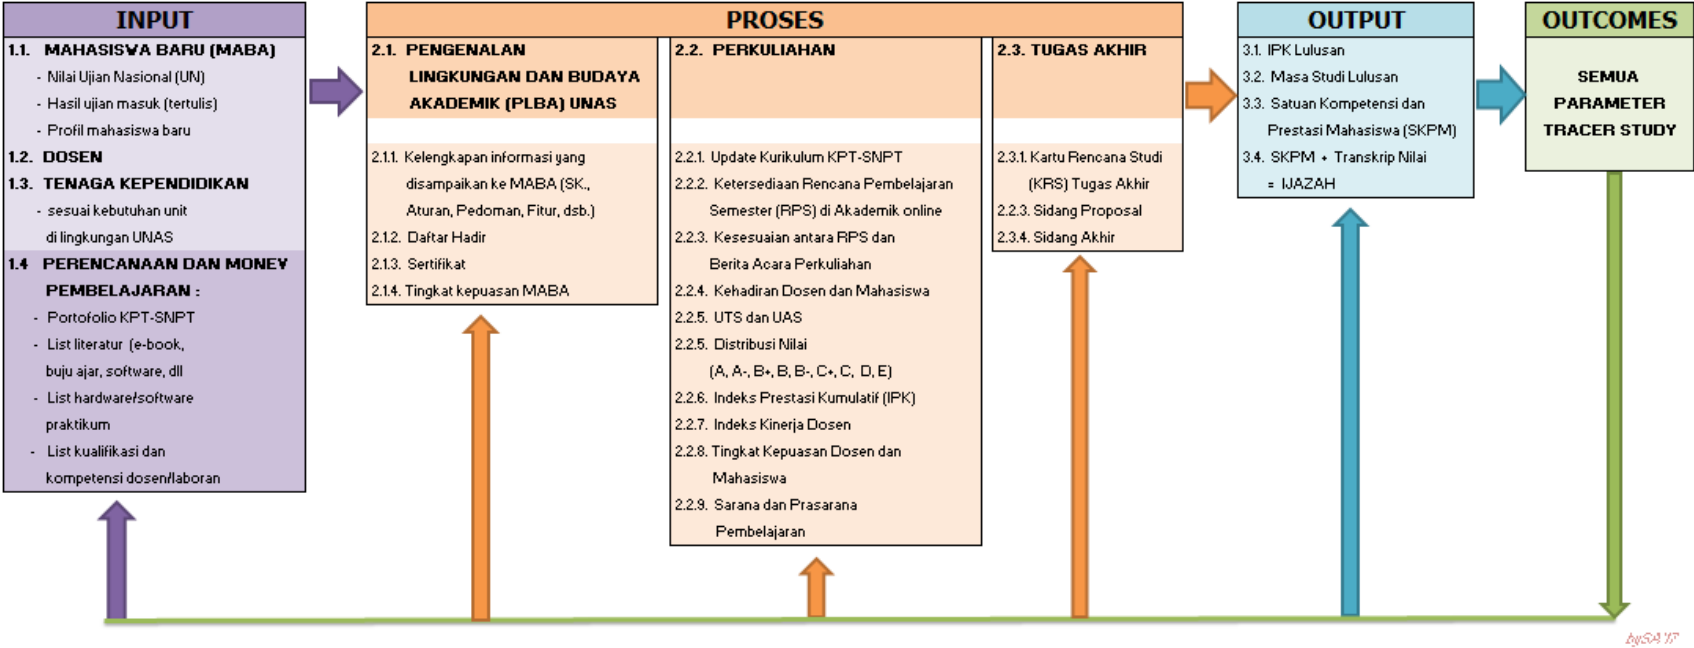 INPUT
1.1. MAHASISWA BARU (MABA)
- Nilai Ujian Nasional (UN)
- Hasil ujian masuk (tertulis)
- Profil mahasiswa baru
1.2. DOSEN
1.3. TENAGA KEPENDIDIKAN
- sesuai kebutuhan unit
di lingkungan UNAS
1.4 PERENCANAAN DAN MONEV
PEMBELAJARAN :
- Portofolio KPT-SNPT
- List literatur (e-book,
buju ajar, software, dll
- List hardware/software
praktikum
- List kualifikasi dan
kompetensi dosen/laboran
PROSES
2.1. PENGENALAN
LINGKUNGAN DAN BUDAYA
AKADEMIK (PLBA) UNAS
2.1.1. Kelengkapan informasi yang
disampaikan ke MABA (SK.,
Aturan, Pedoman, Fitur, dsb.)
2.1.2. Daftar Hadir
2.1.3. Sertifikat
2.1.4. Tingkat kepuasan MABA
2.2. PERKULIAHAN
2.2.1. Update Kurikulum KPT-SNPT
2.2.2. Ketersediaan Rencana Pembelajaran
Semester (RPS) di Akademik online
2.2.3. Kesesuaian antara RPS dan
Berita Acara Perkuliahan
2.2.4. Kehadiran Dosen dan Mahasiswa
2.2.5. UTS dan UAS
2.2.5. Distribusi Nilai
(A, A-, B+, B, B-, C+, C, D, E)
2.2.6. Indeks Prestasi Kumulatif (IPK)
2.2.7. Indeks Kinerja Dosen
2.2.8. Tingkat Kepuasan Dosen dan
Mahasiswa
2.2.9. Sarana dan Prasarana
Pembelajaran
2.3. TUGAS AKHIR
2.3.1. Kartu Rencana Studi
(KRS) Tugas Akhir
2.2.3. Sidang Proposal
2.3.4. Sidang Akhir
OUTPUT
3.1. IPK Lulusan
3.2. Masa Studi Lulusan
3.3. Satuan Kompetensi dan
Prestasi Mahasiswa (SKPM)
3.4. SKPM + Transkrip Nilai
= IJAZAH
OUTCOMES
SEMUA
PARAMETER
TRACER STUDY